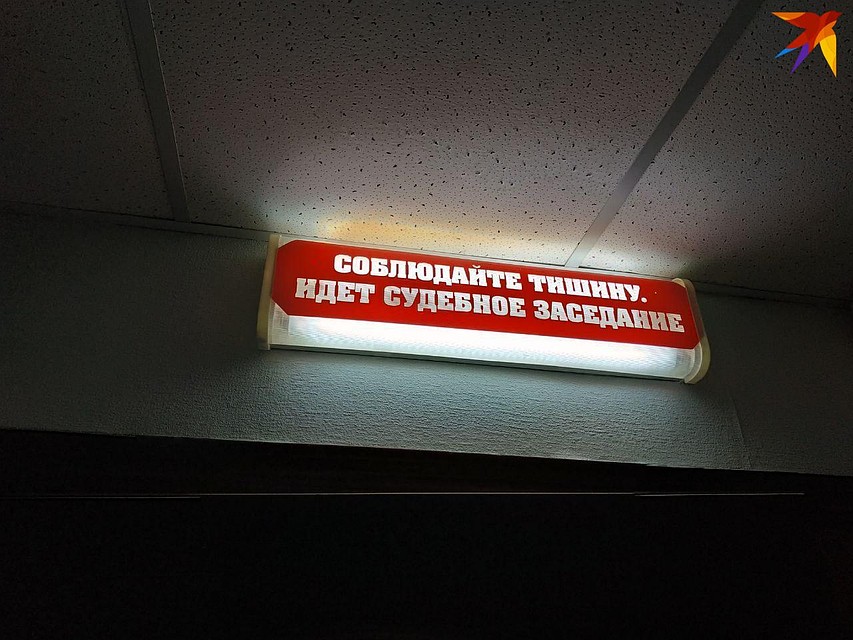 СОБЛЮДАЙТЕ ТИШИНУ.
ИДЕТ СУДЕБНОЕ ЗАСЕДАНИЕ